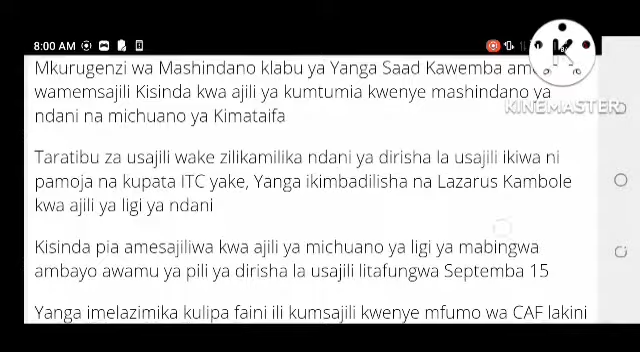 8:00 AM
Mkurugenzi wa Mashindano klabu ya Yanga Saad Kawemba
wamemsajili Kisinda kwa ajili ya kumtumia kwenye mashindano ya
KINEMASTER
ndani na michuano ya Kimataifa
Taratibu za usajili wake zilikamilika ndani ya dirisha la usajili ikiwa ni
pamoja na kupata ITC yake, Yanga ikimbadilisha na Lazarus Kambole
kwa ajili ya ligi ya ndani
Kisinda pia amesajiliwa kwa ajili ya michuano ya ligi ya mabingwa
ambayo awamu ya pili ya dirisha la usajili litafungwa Septemba 15
Yanga imelazimika kulipa faini ili kumsajili kwenye mfumo wa CAF lakini